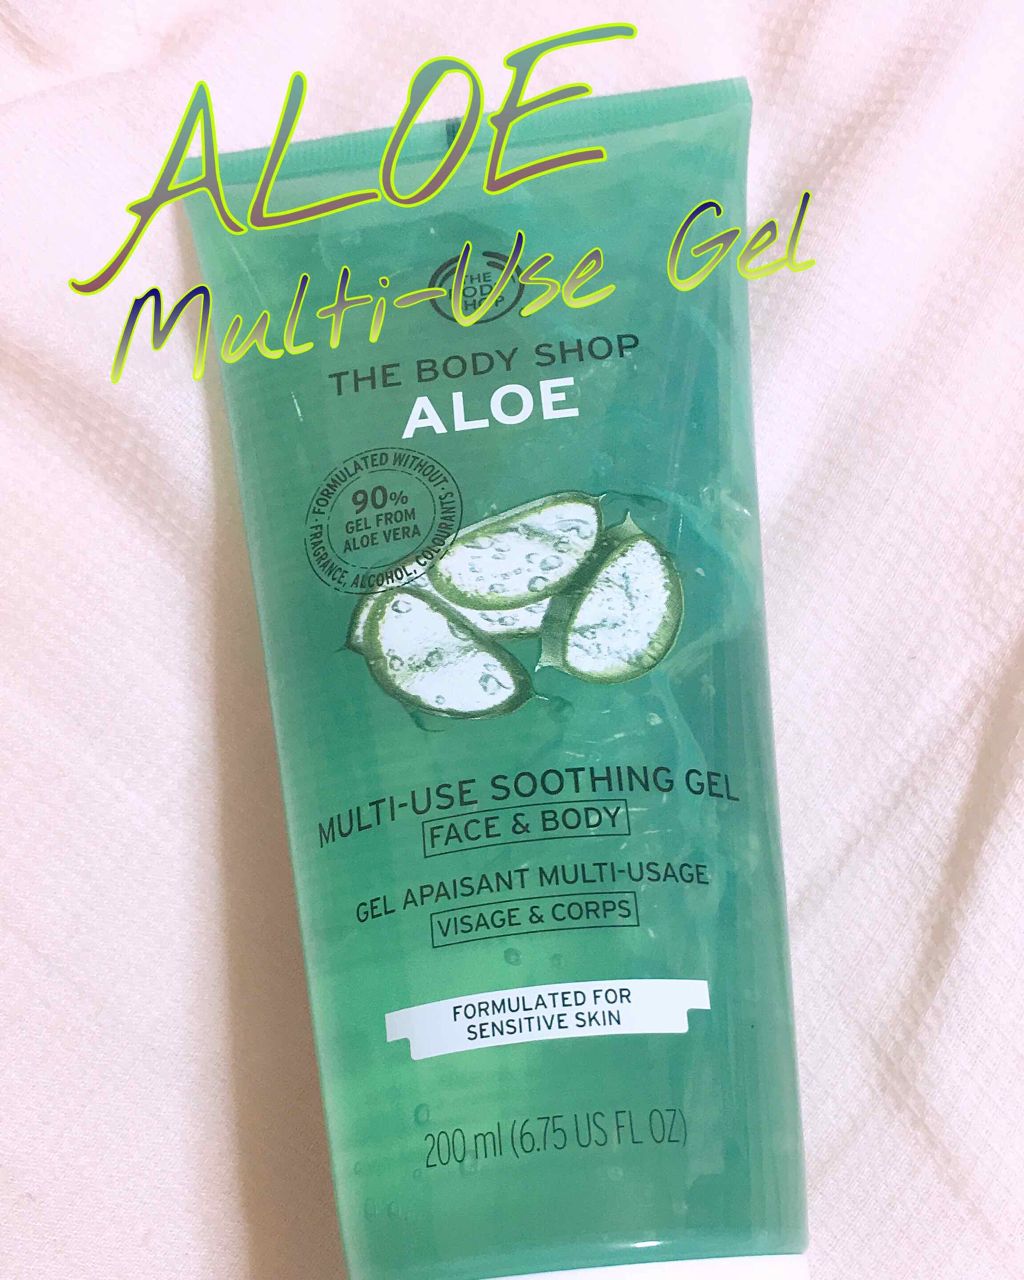 ALOE
Multi-Use Gel
THE
BODY
SHOP
THE BODY SHOP
ALOE
· FORMULATED WITHOUT ·
FRAGRANCE, ALCOHOL, COLOURANTS
90%
GEL FROM
ALOE VERA
MULTI-USE SOOTHING GEL
FACE & BODY
GEL APAISANT MULTI-USAGE
VISAGE & CORPS
FORMULATED FOR
SENSITIVE SKIN
200 ml (6.75 US FL OZ)